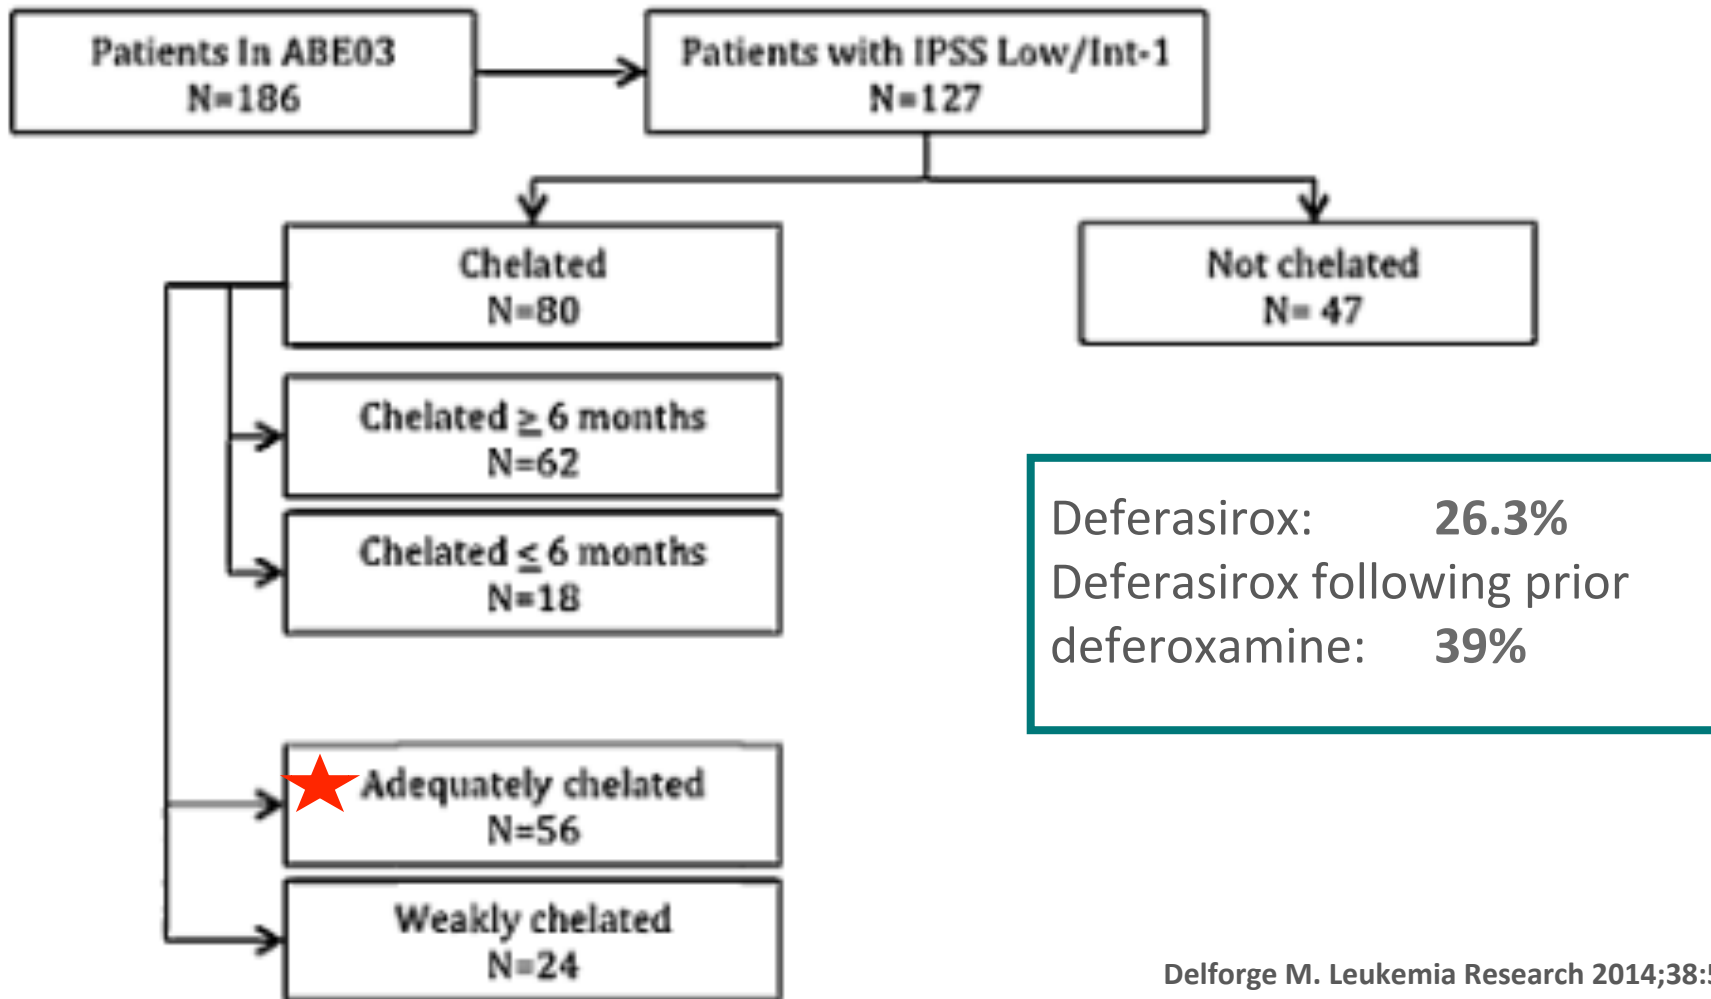 Patients In ABE03
N=186
Patients with IPSS Low/Int-1
N=127
Chelated
N=80
Not chelated
N= 47
Chelated ≥ 6 months
N=62
Chelated ≤ 6 months
N=18
Deferasirox: 26.3%
Deferasirox following prior
deferoxamine: 39%
Adequately chelated
N=56
Weakly chelated
N=24
Delforge M. Leukemia Research 2014;38: